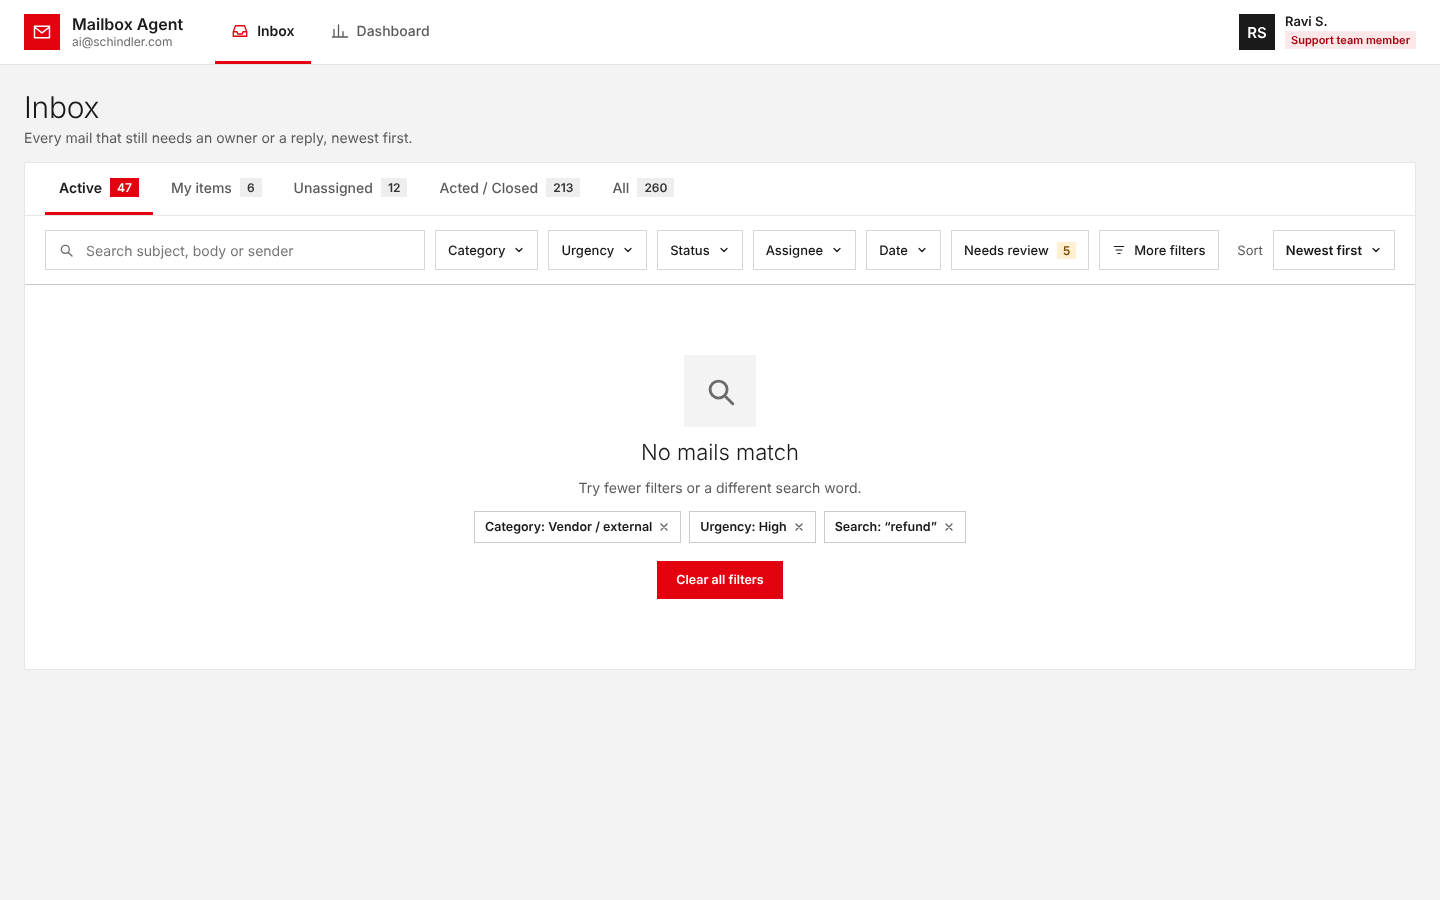 Mailbox Agent
ai@schindler.com
Inbox
Dashboard
RS
Ravi S.
Support team member
Inbox
Every mail that still needs an owner or a reply, newest first.
Active 47
My items 6
Unassigned 12
Acted / Closed 213
All 260
Search subject, body or sender
Category
Urgency
Status
Assignee
Date
Needs review 5
More filters
Sort
Newest first
No mails match
Try fewer filters or a different search word.
Category: Vendor / external
Urgency: High
Search: “refund”
Clear all filters